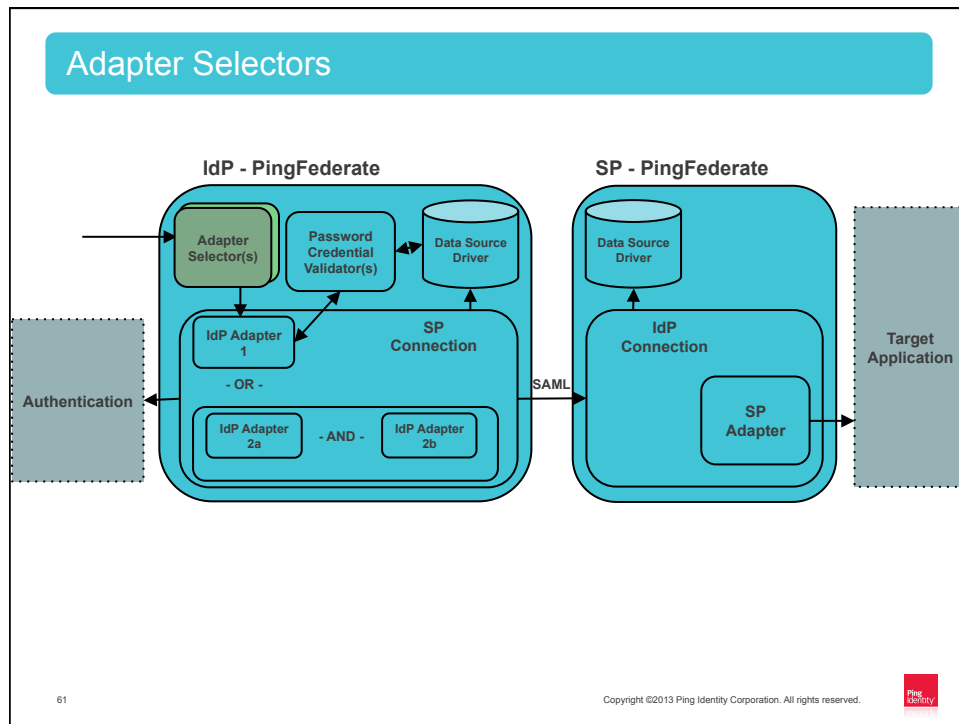 Adapter Selectors
IdP - PingFederate
SP - PingFederate
Adapter
Selector(s)
Password
Credential
Validator(s)
Data Source
Driver
Data Source
Driver
IdP Adapter
1
SP
Connection
IdP
Connection
Target
Application
- OR -
SAML
Authentication
IdP Adapter
2a
- AND -
IdP Adapter
2b
SP
Adapter
61
Copyright ©2013 Ping Identity Corporation. All rights reserved.
Ping
Identity